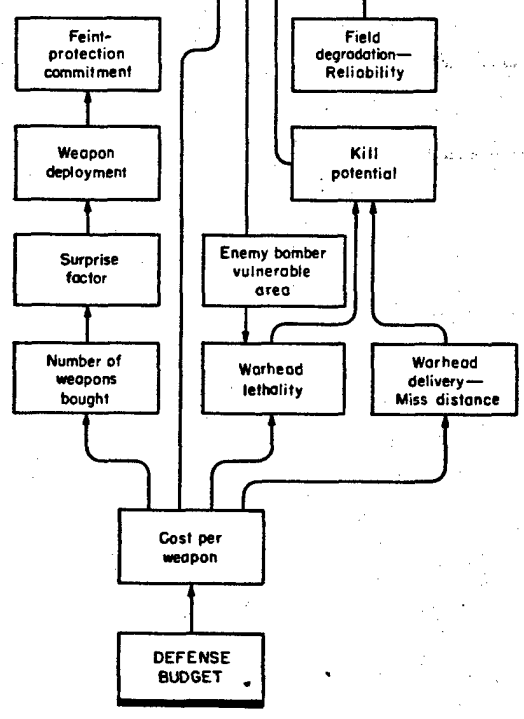 Feint-
protection
commitment
Field
degradation—
Reliability
Weapon
deployment
Kill
potential
Surprise
factor
Enemy bomber
vulnerable
area
Number of
weapons
bought
Warhead
lethality
Warhead
delivery—
Miss distance
Cost per
weapon
DEFENSE
BUDGET